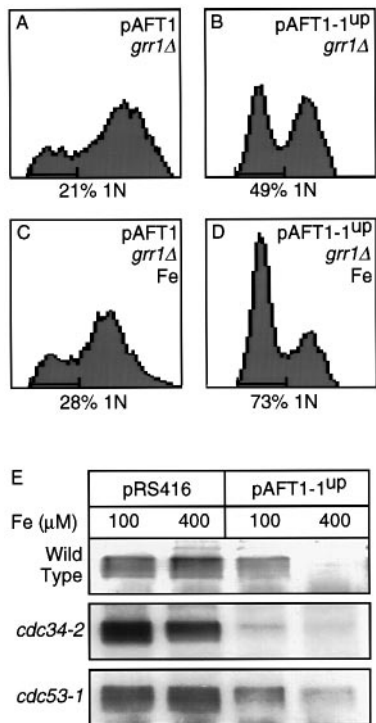 A pAFT1
grr1Δ
21% 1N
B pAFT1-1up
grr1Δ
49% 1N
C pAFT1
grr1Δ
Fe
28% 1N
D pAFT1-1up
grr1Δ
Fe
73% 1N
E pRS416 pAFT1-1up
Fe (μM) 100 400 100 400
Wild
Type
cdc34-2
cdc53-1